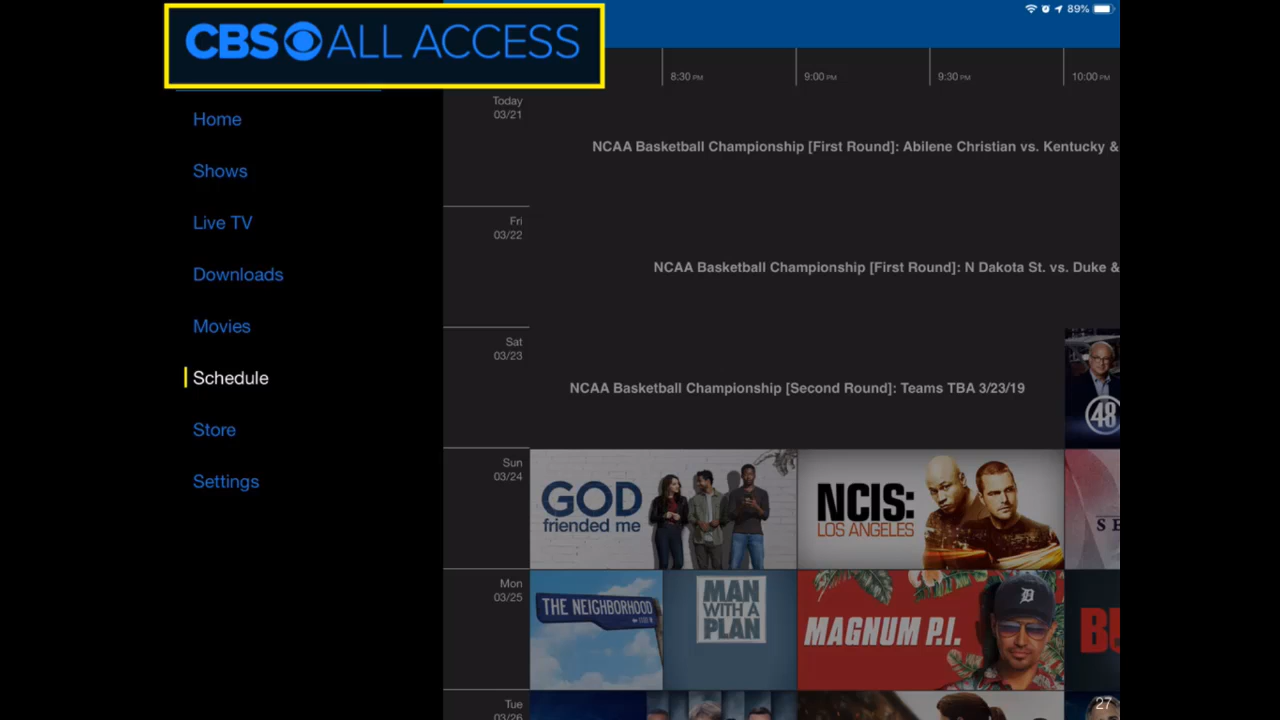 CBS ALL ACCESS
89%
8:30 PM
9:00 PM
9:30 PM
10:00 PM
Home
Shows
Live TV
Downloads
Movies
Schedule
Store
Settings
Today
03/21
NCAA Basketball Championship [First Round]: Abilene Christian vs. Kentucky &
Fri
03/22
NCAA Basketball Championship [First Round]: N Dakota St. vs. Duke &
Sat
03/23
NCAA Basketball Championship [Second Round]: Teams TBA 3/23/19
48
Sun
03/24
GOD
friended me
NCIS:
LOS ANGELES
SE
Mon
03/25
THE NEIGHBORHOOD
MAN
WITH A
PLAN
MAGNUM P.I.
D
BU
Tue
03/26
27